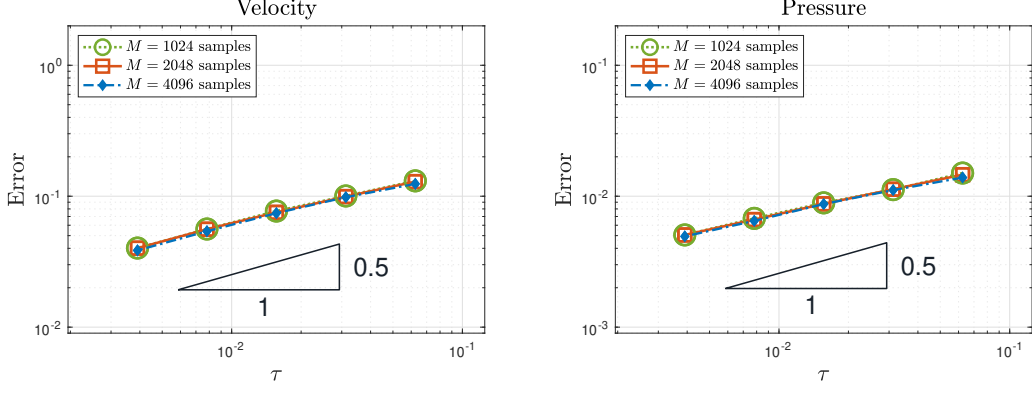 Velocity
M = 1024 samples
M = 2048 samples
M = 4096 samples
10^0
10^-1
10^-2
Error
0.5
1
10^-2
10^-1
τ
Pressure
M = 1024 samples
M = 2048 samples
M = 4096 samples
10^-1
10^-2
10^-3
Error
0.5
1
10^-2
10^-1
τ